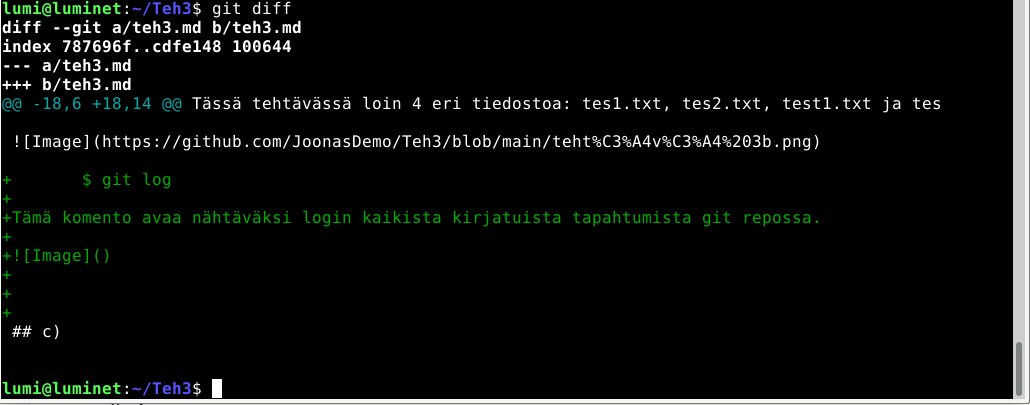 lumi@luminet:~/Teh3$ git diff
diff --git a/teh3.md b/teh3.md
index 787696f..cdfe148 100644
--- a/teh3.md
+++ b/teh3.md
@@ -18,6 +18,14 @@ Tässä tehtävässä loin 4 eri tiedostoa: tes1.txt, tes2.txt, test1.txt ja tes
![Image](https://github.com/JoonasDemo/Teh3/blob/main/teht%C3%A4v%C3%A4%203b.png)
+       $ git log
+
+Tämä komento avaa nähtäväksi login kaikista kirjatuista tapahtumista git repossa.
+
+![Image]()
+
+
+
## c)
lumi@luminet:~/Teh3$